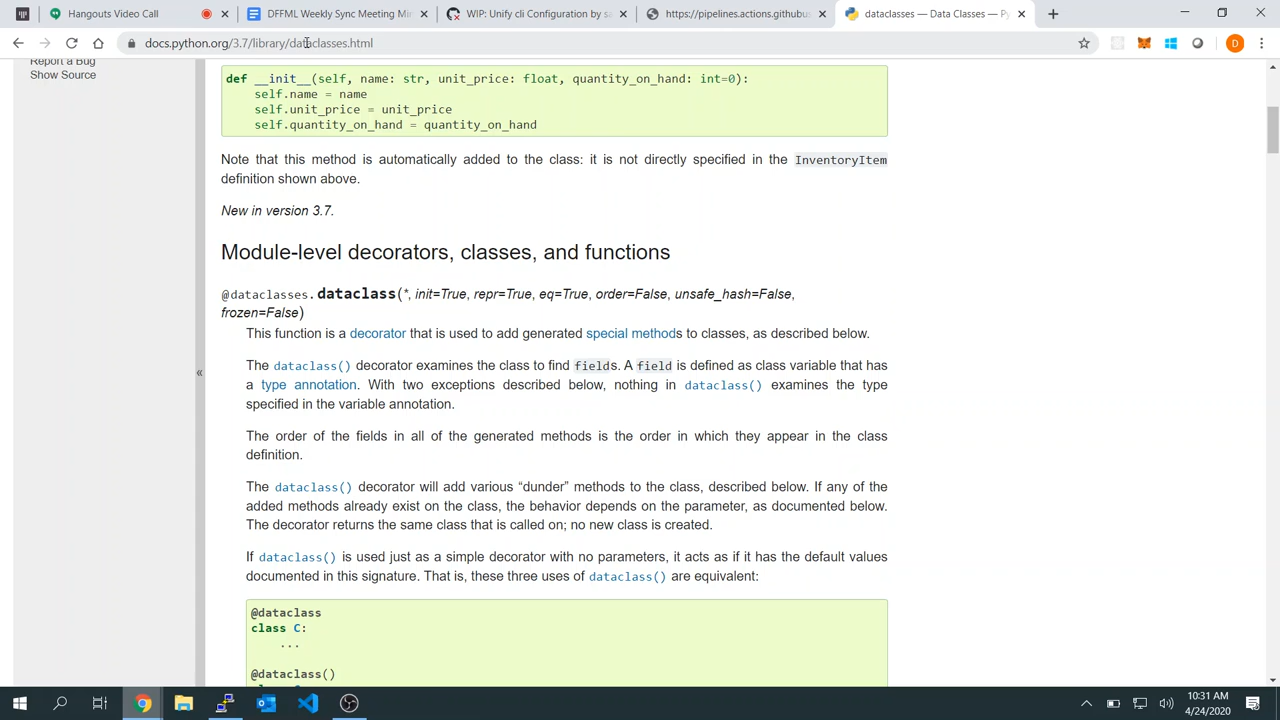 Hangouts Video Call
DFFML Weekly Sync Meeting Min
WIP: Unify cli Configuration by so
https://pipelines.actions.githubus
dataclasses — Data Classes — Py
docs.python.org/3.7/library/dataclasses.html
D
Report a Bug
Show Source
def __init__(self, name: str, unit_price: float, quantity_on_hand: int=0):
self.name = name
self.unit_price = unit_price
self.quantity_on_hand = quantity_on_hand
Note that this method is automatically added to the class: it is not directly specified in the InventoryItem
definition shown above.
New in version 3.7.
Module-level decorators, classes, and functions
@dataclasses.dataclass(*, init=True, repr=True, eq=True, order=False, unsafe_hash=False,
frozen=False)
This function is a decorator that is used to add generated special methods to classes, as described below.
The dataclass() decorator examines the class to find fields. A field is defined as class variable that has
a type annotation. With two exceptions described below, nothing in dataclass() examines the type
specified in the variable annotation.
The order of the fields in all of the generated methods is the order in which they appear in the class
definition.
The dataclass() decorator will add various “dunder” methods to the class, described below. If any of the
added methods already exist on the class, the behavior depends on the parameter, as documented below.
The decorator returns the same class that is called on; no new class is created.
If dataclass() is used just as a simple decorator with no parameters, it acts as if it has the default values
documented in this signature. That is, these three uses of dataclass() are equivalent:
@dataclass
class C:
...
@dataclass()
«
10:31 AM
4/24/2020